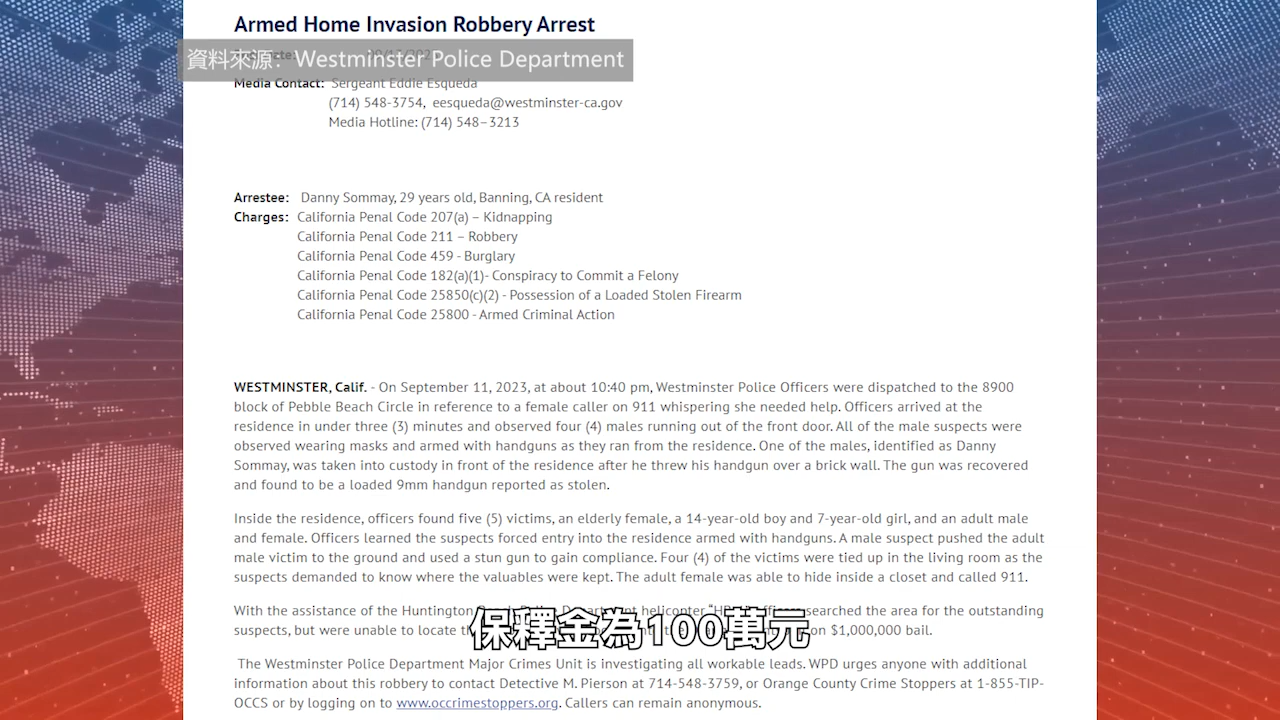 Armed Home Invasion Robbery Arrest
資料來源：Westminster Police Department
Media Contact: Sergeant Eddie Esqueda
(714) 548-3754, eesqueda@westminster-ca.gov
Media Hotline: (714) 548–3213
Arrestee: Danny Sommay, 29 years old, Banning, CA resident
Charges: California Penal Code 207(a) – Kidnapping
California Penal Code 211 – Robbery
California Penal Code 459 - Burglary
California Penal Code 182(a)(1)- Conspiracy to Commit a Felony
California Penal Code 25850(c)(2) - Possession of a Loaded Stolen Firearm
California Penal Code 25800 - Armed Criminal Action
WESTMINSTER, Calif. - On September 11, 2023, at about 10:40 pm, Westminster Police Officers were dispatched to the 8900
block of Pebble Beach Circle in reference to a female caller on 911 whispering she needed help. Officers arrived at the
residence in under three (3) minutes and observed four (4) males running out of the front door. All of the male suspects were
observed wearing masks and armed with handguns as they ran from the residence. One of the males, identified as Danny
Sommay, was taken into custody in front of the residence after he threw his handgun over a brick wall. The gun was recovered
and found to be a loaded 9mm handgun reported as stolen.
Inside the residence, officers found five (5) victims, an elderly female, a 14-year-old boy and 7-year-old girl, and an adult male
and female. Officers learned the suspects forced entry into the residence armed with handguns. A male suspect pushed the adult
male victim to the ground and used a stun gun to gain compliance. Four (4) of the victims were tied up in the living room as the
suspects demanded to know where the valuables were kept. The adult female was able to hide inside a closet and called 911.
With the assistance of the Huntington helicopter searched the area for the outstanding
suspects, but were unable to locate on $1,000,000 bail.
保釋金為100萬元
The Westminster Police Department Major Crimes Unit is investigating all workable leads. WPD urges anyone with additional
information about this robbery to contact Detective M. Pierson at 714-548-3759, or Orange County Crime Stoppers at 1-855-TIP-
OCCS or by logging on to www.occrimestoppers.org. Callers can remain anonymous.